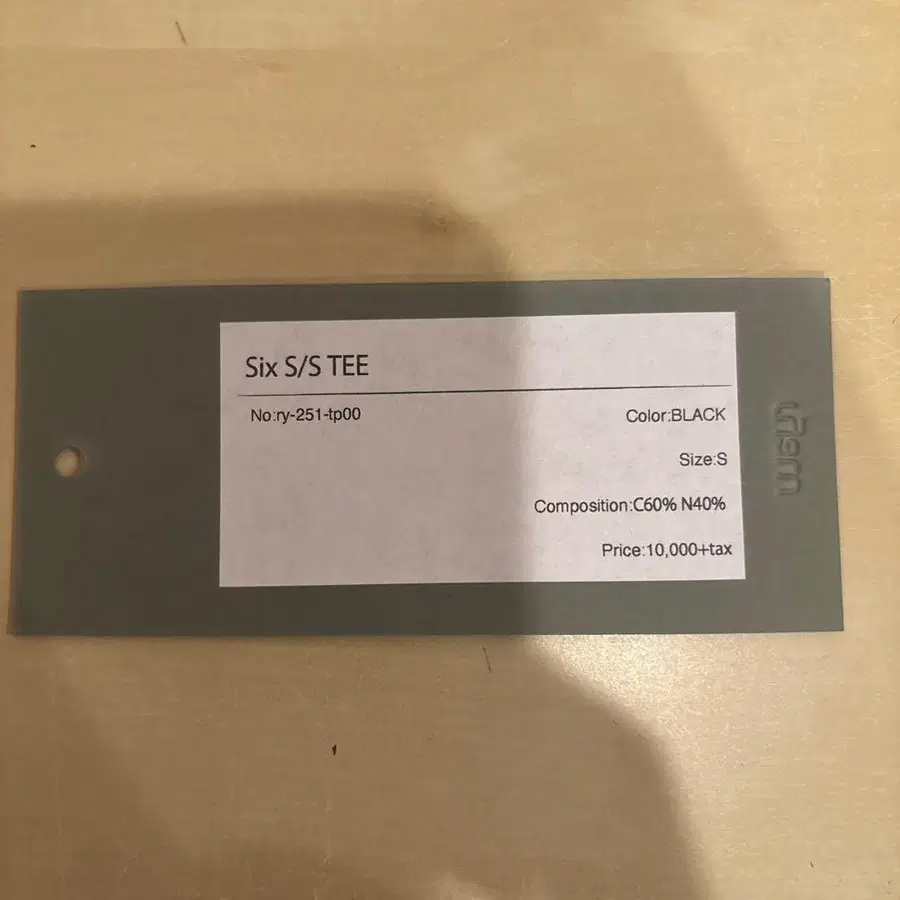 Six S/S TEE
No:ry-251-tp00
Color:BLACK
Size:S
Composition:C60% N40%
Price:10,000+tax